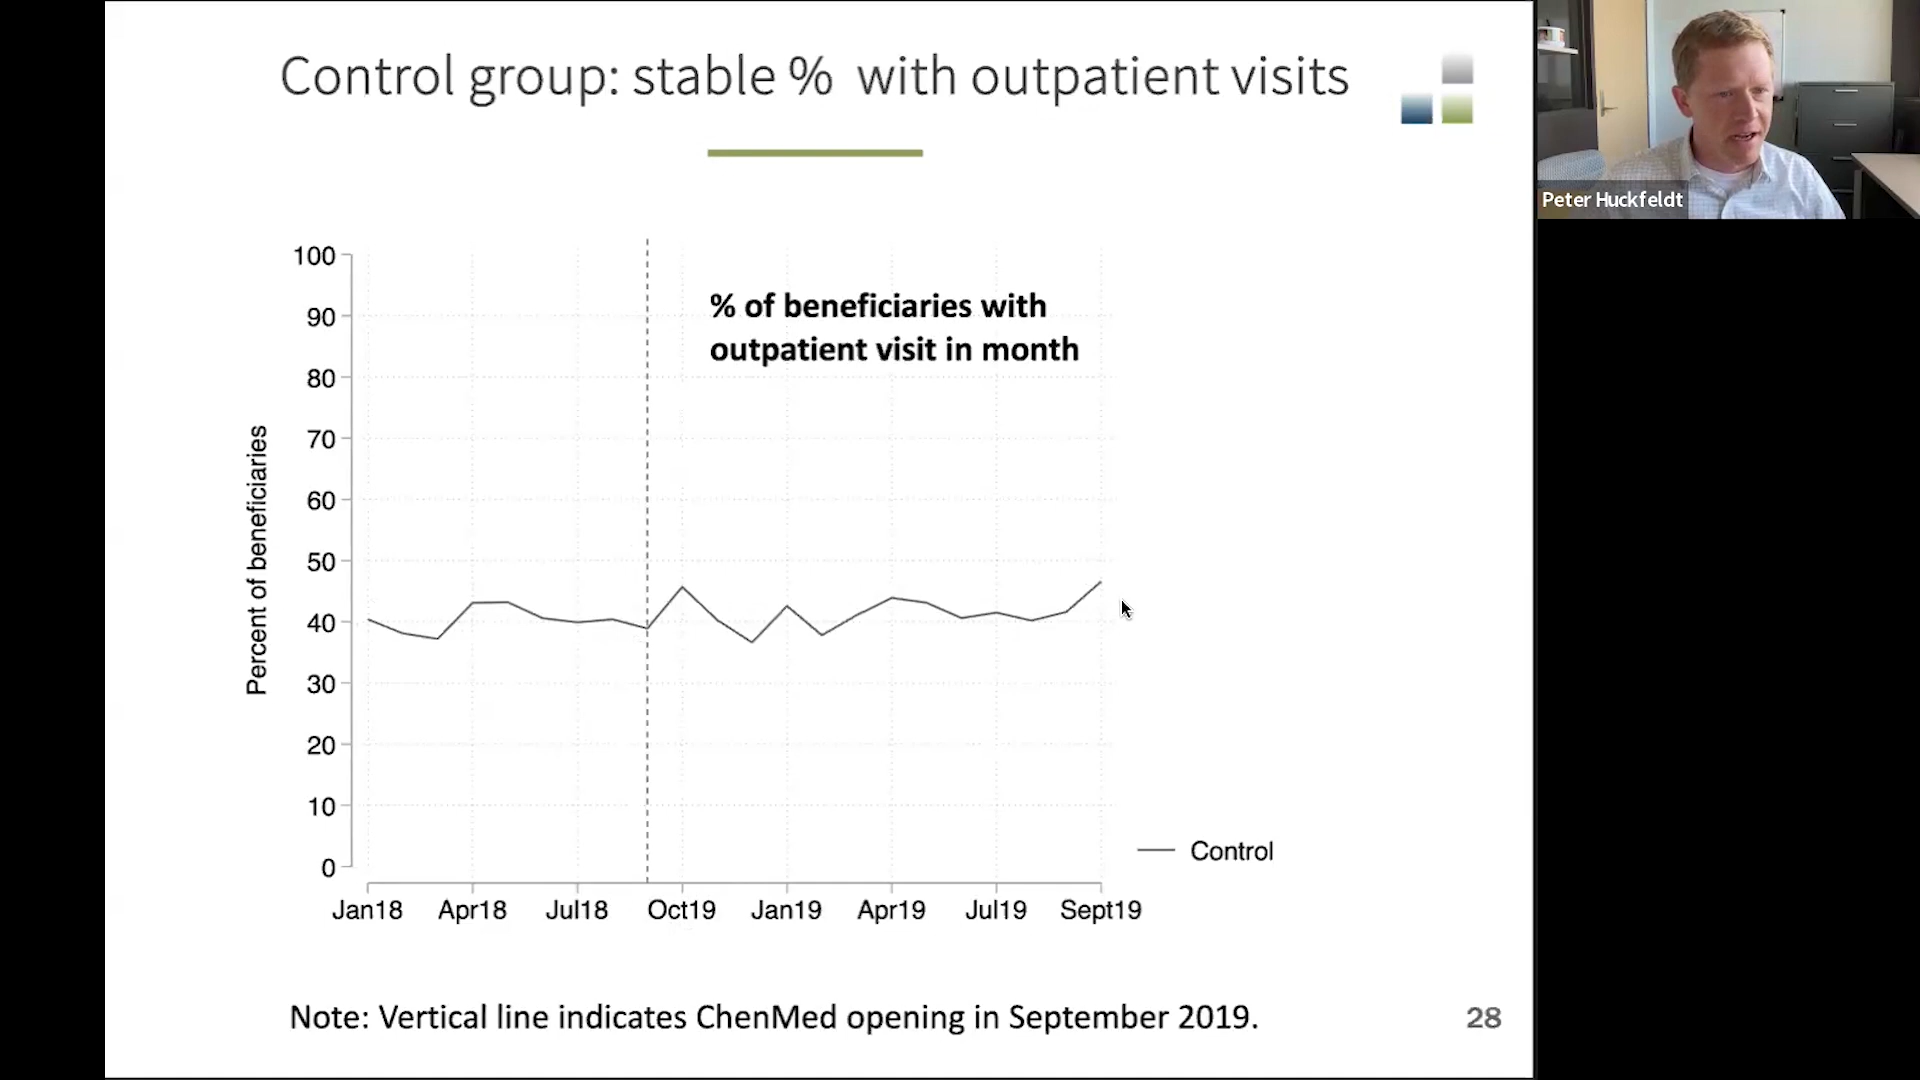 Control group: stable % with outpatient visits
Peter Huckfeldt
% of beneficiaries with
outpatient visit in month
Percent of beneficiaries
100
90
80
70
60
50
40
30
20
10
0
Jan18 Apr18 Jul18 Oct19 Jan19 Apr19 Jul19 Sept19
Control
Note: Vertical line indicates ChenMed opening in September 2019.
28